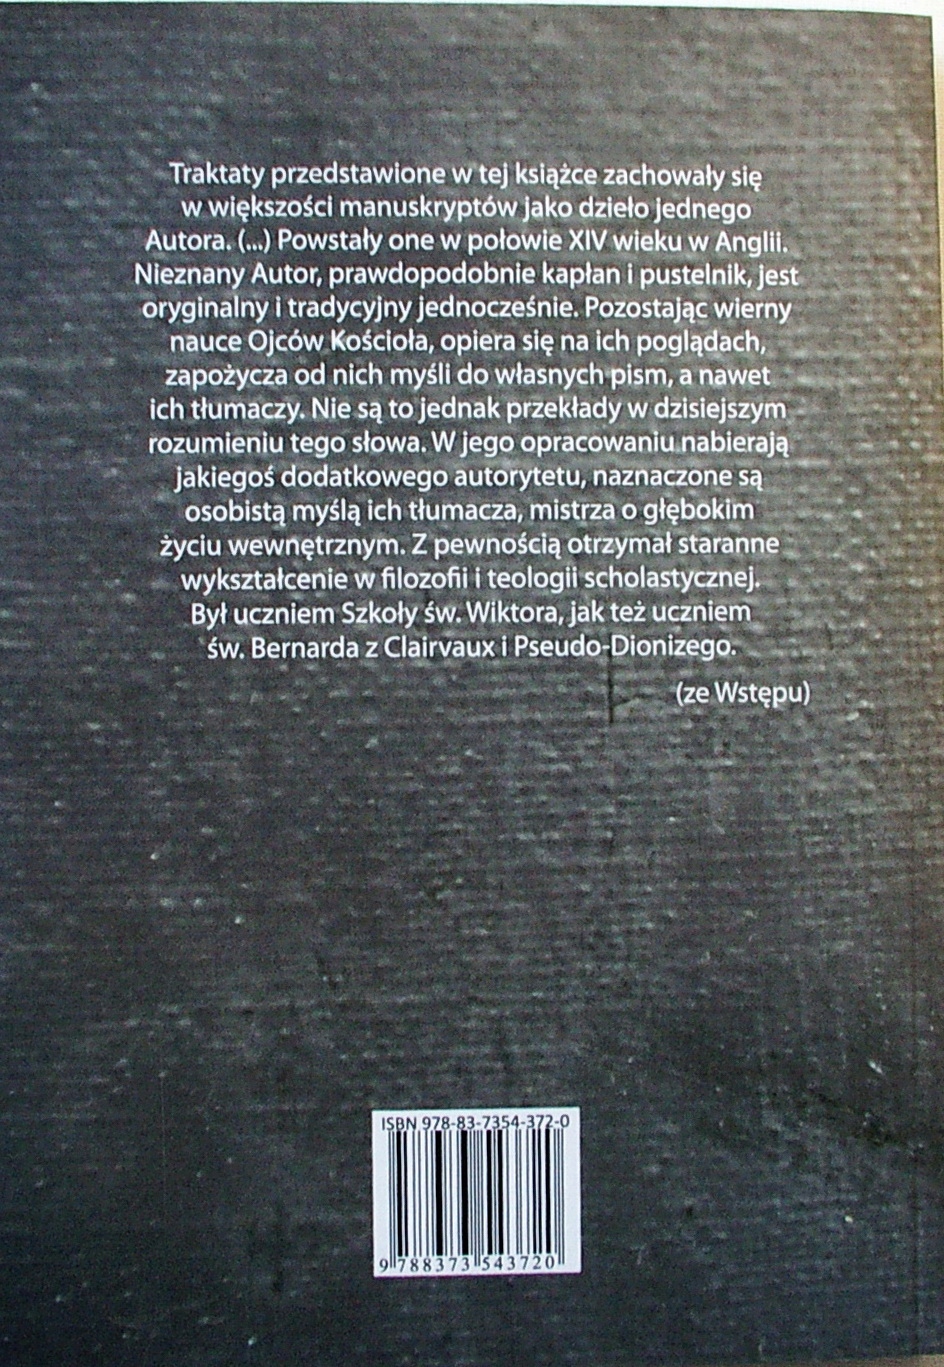 Traktaty przedstawione w tej książce zachowały się
w większości manuskryptów jako dzieło jednego
Autora. (...) Powstały one w połowie XIV wieku w Anglii.
Nieznany Autor, prawdopodobnie kapłan i pustelnik, jest
oryginalny i tradycyjny jednocześnie. Pozostając wierny
nauce Ojców Kościoła, opiera się na ich poglądach,
zapożycza od nich myśli do własnych pism, a nawet
ich tłumaczy. Nie są to jednak przekłady w dzisiejszym
rozumieniu tego słowa. W jego opracowaniu nabierają
jakiegoś dodatkowego autorytetu, naznaczone są
osobistą myślą ich tłumacza, mistrza o głębokim
życiu wewnętrznym. Z pewnością otrzymał staranne
wykształcenie w filozofii i teologii scholastycznej.
Był uczniem Szkoły św. Wiktora, jak też uczniem
św. Bernarda z Clairvaux i Pseudo-Dionizego.
(ze Wstępu)
ISBN 978-83-7354-372-0
9 788373 543720